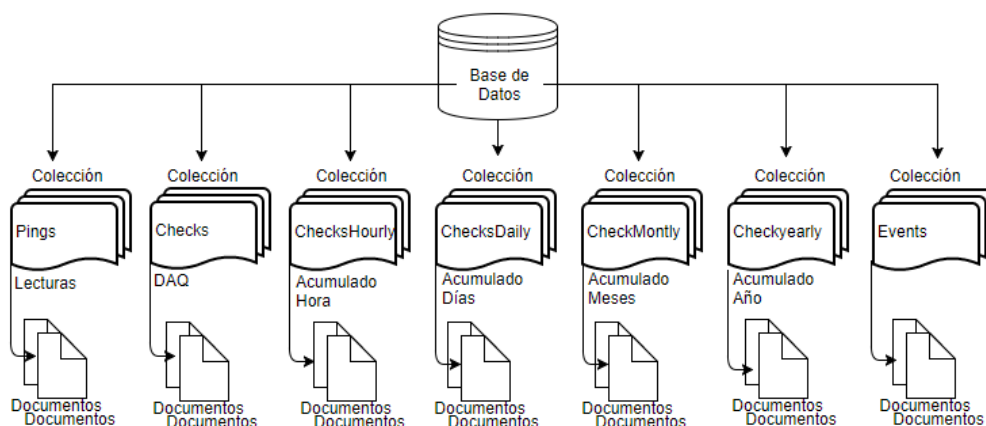 Base de
Datos
Colección
Colección
Colección
Colección
Colección
Colección
Colección
Pings
Checks
ChecksHourly
ChecksDaily
CheckMontly
Checkyearly
Events
Lecturas
DAQ
Acumulado
Hora
Acumulado
Días
Acumulado
Meses
Acumulado
Año
Documentos
Documentos
Documentos
Documentos
Documentos
Documentos
Documentos
Documentos
Documentos
Documentos
Documentos
Documentos
Documentos
Documentos